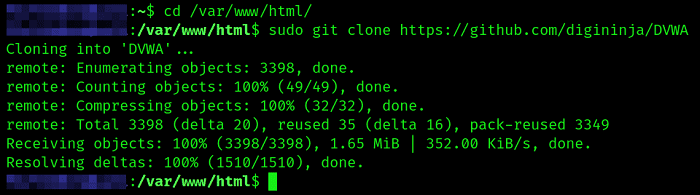 :~$ cd /var/www/html/
:/var/www/html$ sudo git clone https://github.com/digininja/DVWA
Cloning into 'DVWA'...
remote: Enumerating objects: 3398, done.
remote: Counting objects: 100% (49/49), done.
remote: Compressing objects: 100% (32/32), done.
remote: Total 3398 (delta 20), reused 35 (delta 16), pack-reused 3349
Receiving objects: 100% (3398/3398), 1.65 MiB | 352.00 KiB/s, done.
Resolving deltas: 100% (1510/1510), done.
:/var/www/html$